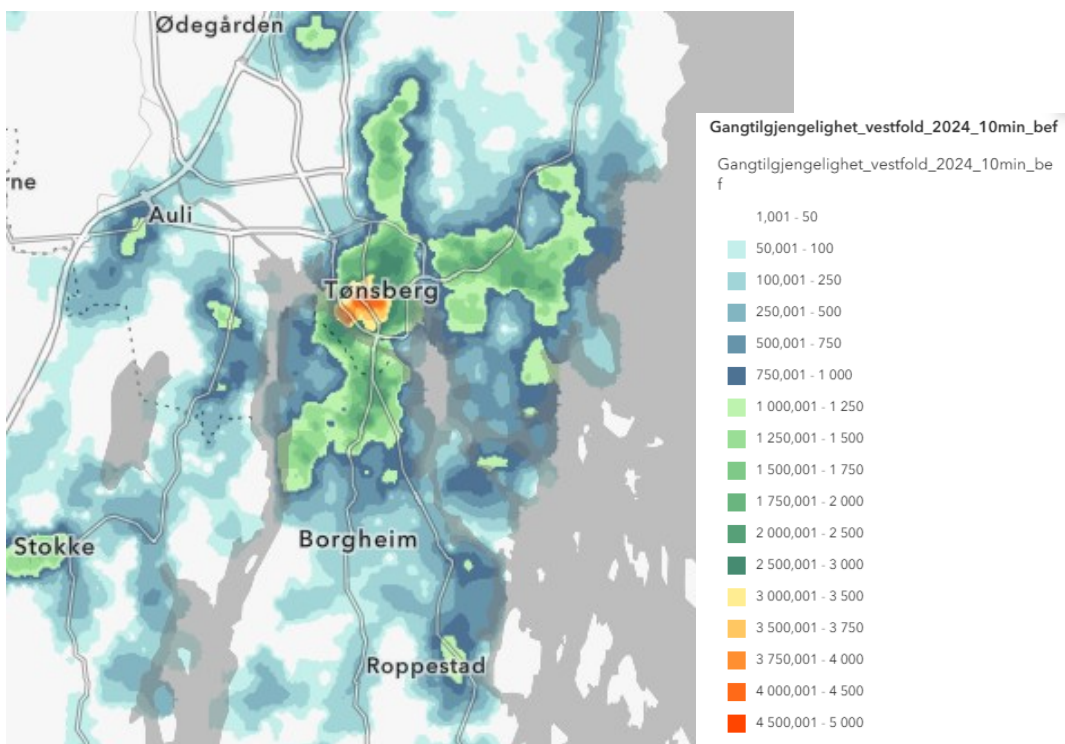 Ødegården
rne
Auli
Tønsberg
Stokke
Borgheim
Roppestad
Gangtilgjengelighet_vestfold_2024_10min_bef
Gangtilgjengelighet_vestfold_2024_10min_be
f
1,001 - 50
50,001 - 100
100,001 - 250
250,001 - 500
500,001 - 750
750,001 - 1 000
1 000,001 - 1 250
1 250,001 - 1 500
1 500,001 - 1 750
1 750,001 - 2 000
2 000,001 - 2 500
2 500,001 - 3 000
3 000,001 - 3 500
3 500,001 - 3 750
3 750,001 - 4 000
4 000,001 - 4 500
4 500,001 - 5 000